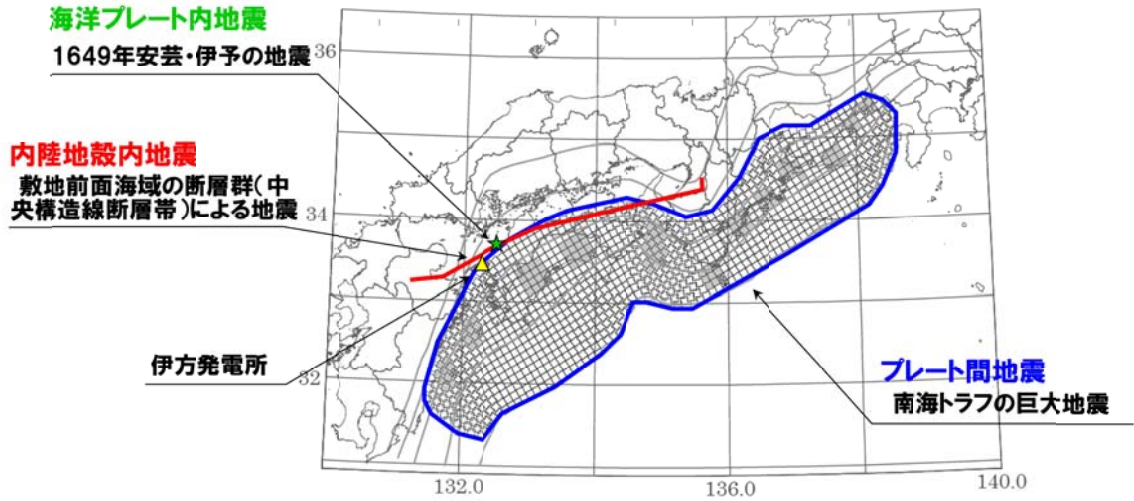 海洋プレート内地震
1649年安芸・伊予の地震
36
内陸地殻内地震
敷地前面海域の断層群(中
央構造線断層帯)による地震
34
伊方発電所
32
プレート間地震
南海トラフの巨大地震
132.0
136.0
140.0